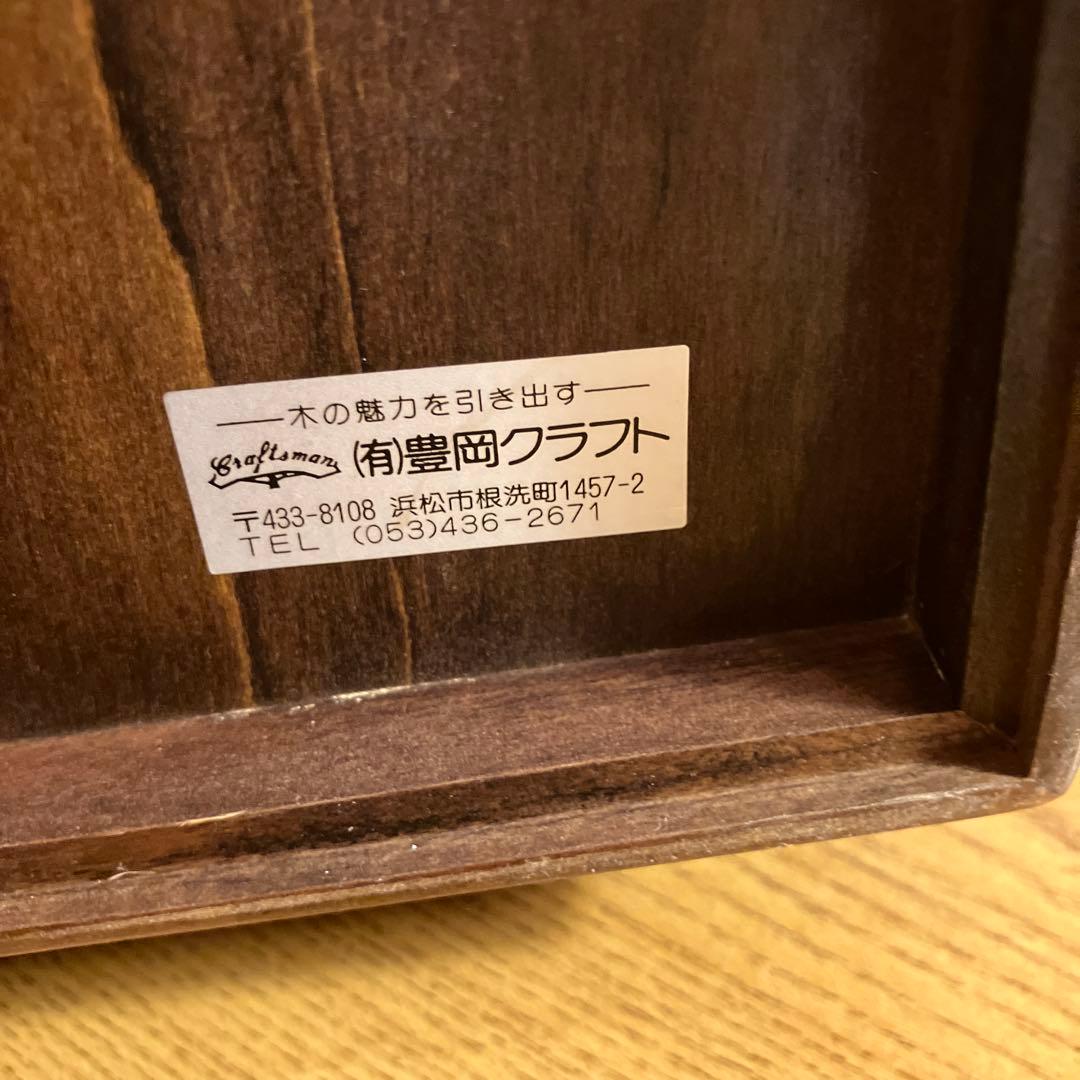 木の魅力を引き出す
Craftsman (有)豊岡クラフト
〒433-8108 浜松市根洗町1457-2
TEL (053)436-2671